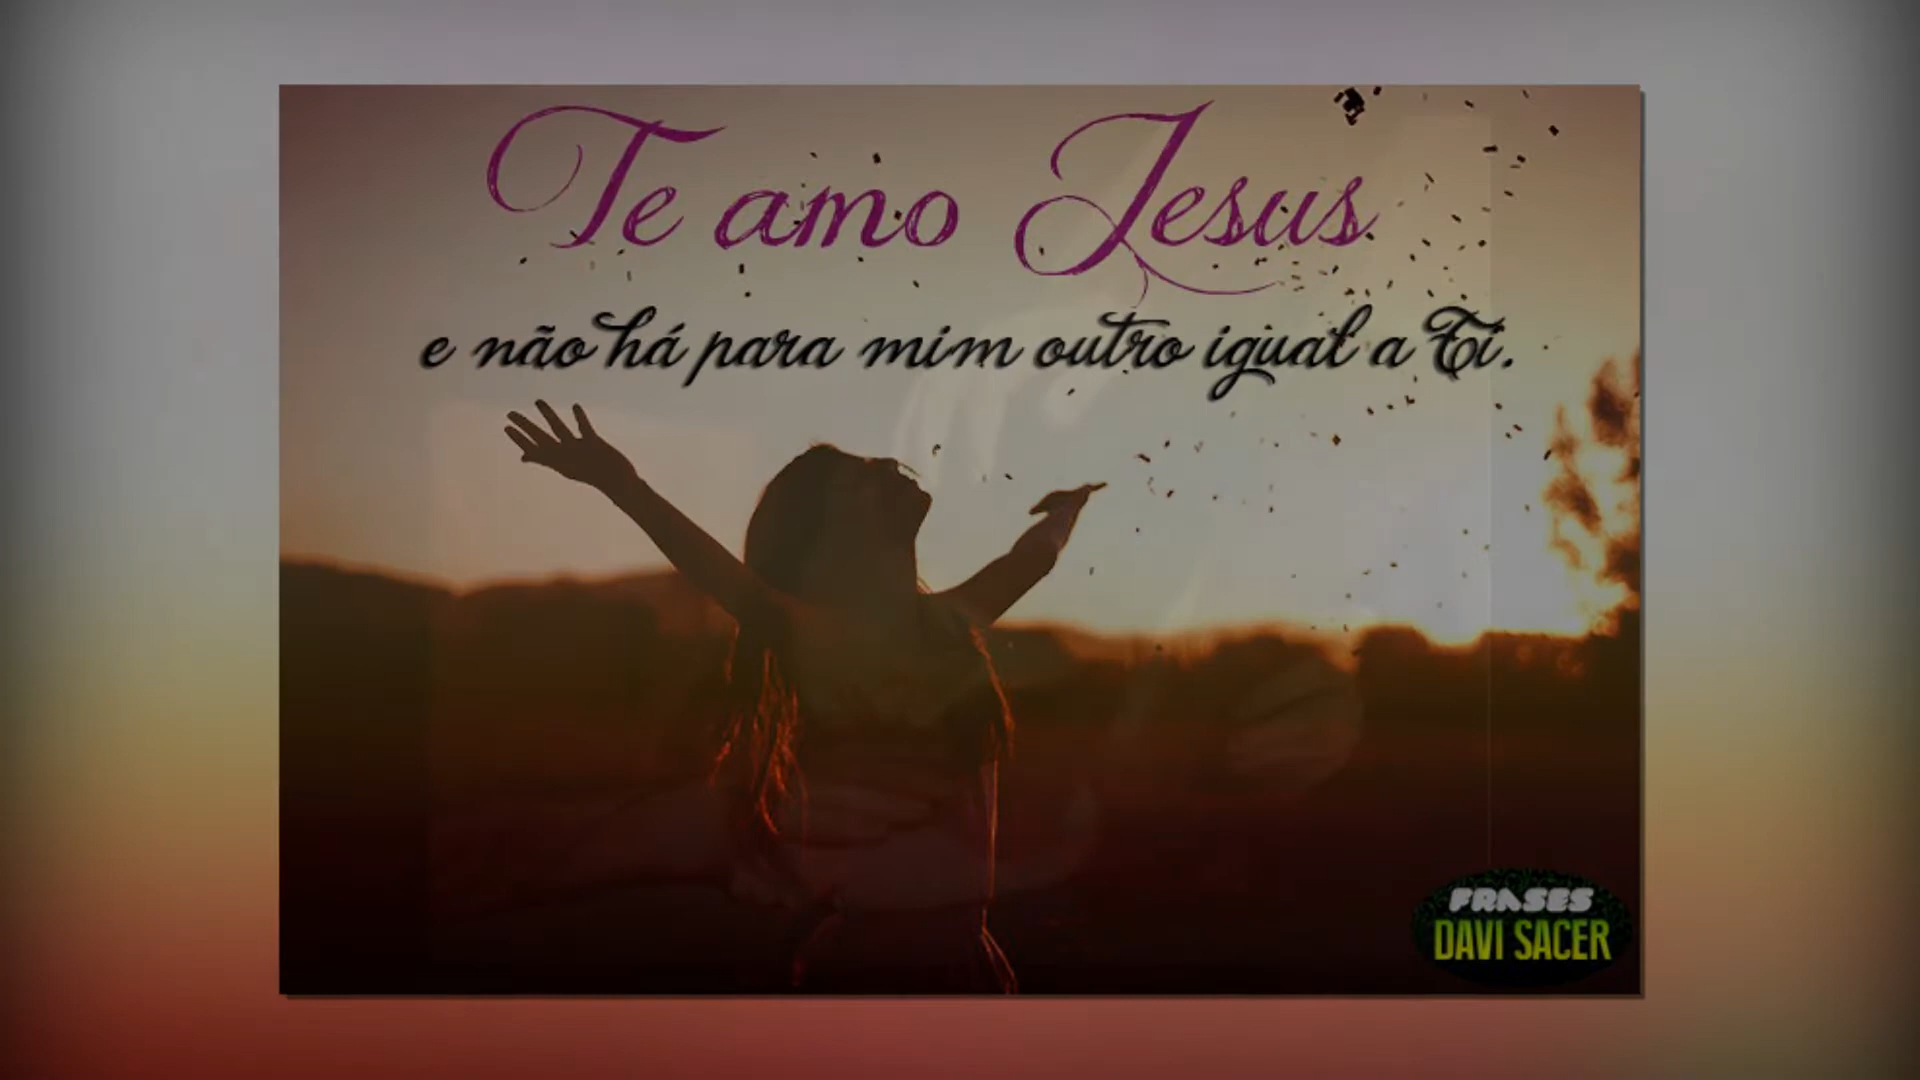 Te amo Jesus
e não há para mim outro igual a Ti.
FRASES
DAVI SACER